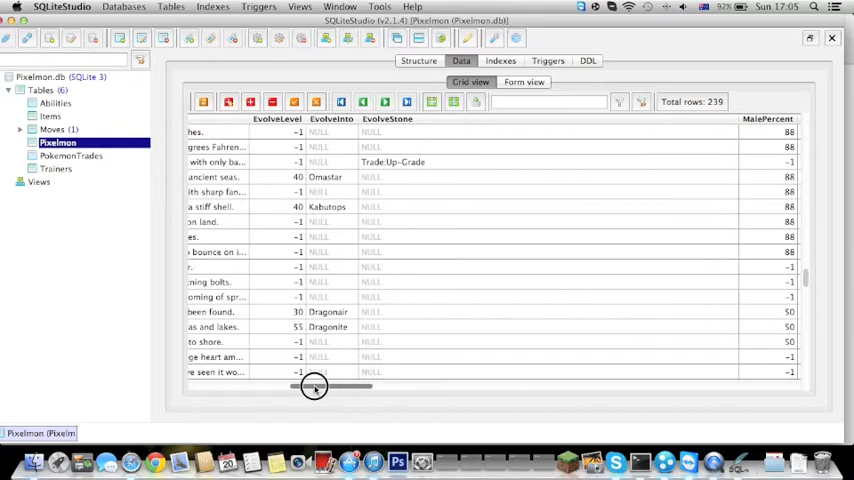 SQLiteStudio Databases Tables Indexes Triggers Views Tools Help 92% Sun 17:05
SQLiteStudio (v2.1.4) [Pixelmon (Pixelmon.db)]
Structure Data Indexes Triggers DDL
Pixelmon.db (SQLite 3)
Tables (6)
Abilities
Items
Moves (1)
Pixelmon
PokemonTrades
Trainers
Views
Grid view Form view
Total rows: 239
EvolveLevel EvolveInto EvolveStone MalePercent
hes. -1 NULL NULL 88
grees Fahren... -1 NULL NULL 88
with only ba... -1 NULL Trade:Up-Grade -1
ancient seas. 40 Omastar NULL 88
ith sharp fan... -1 NULL NULL 88
a stiff shell. 40 Kabutops NULL 88
on land. -1 NULL NULL 88
es. -1 NULL NULL 88
o bounce on i... -1 NULL NULL 88
r. -1 NULL NULL -1
ning bolts. -1 NULL NULL -1
oming of spr... -1 NULL NULL -1
been found. 30 Dragonair NULL 50
as and lakes. 55 Dragonite NULL 50
to shore. -1 NULL NULL 50
ge heart am... -1 NULL NULL -1
ve seen it wo... -1 NULL NULL -1
Pixelmon (Pixelm